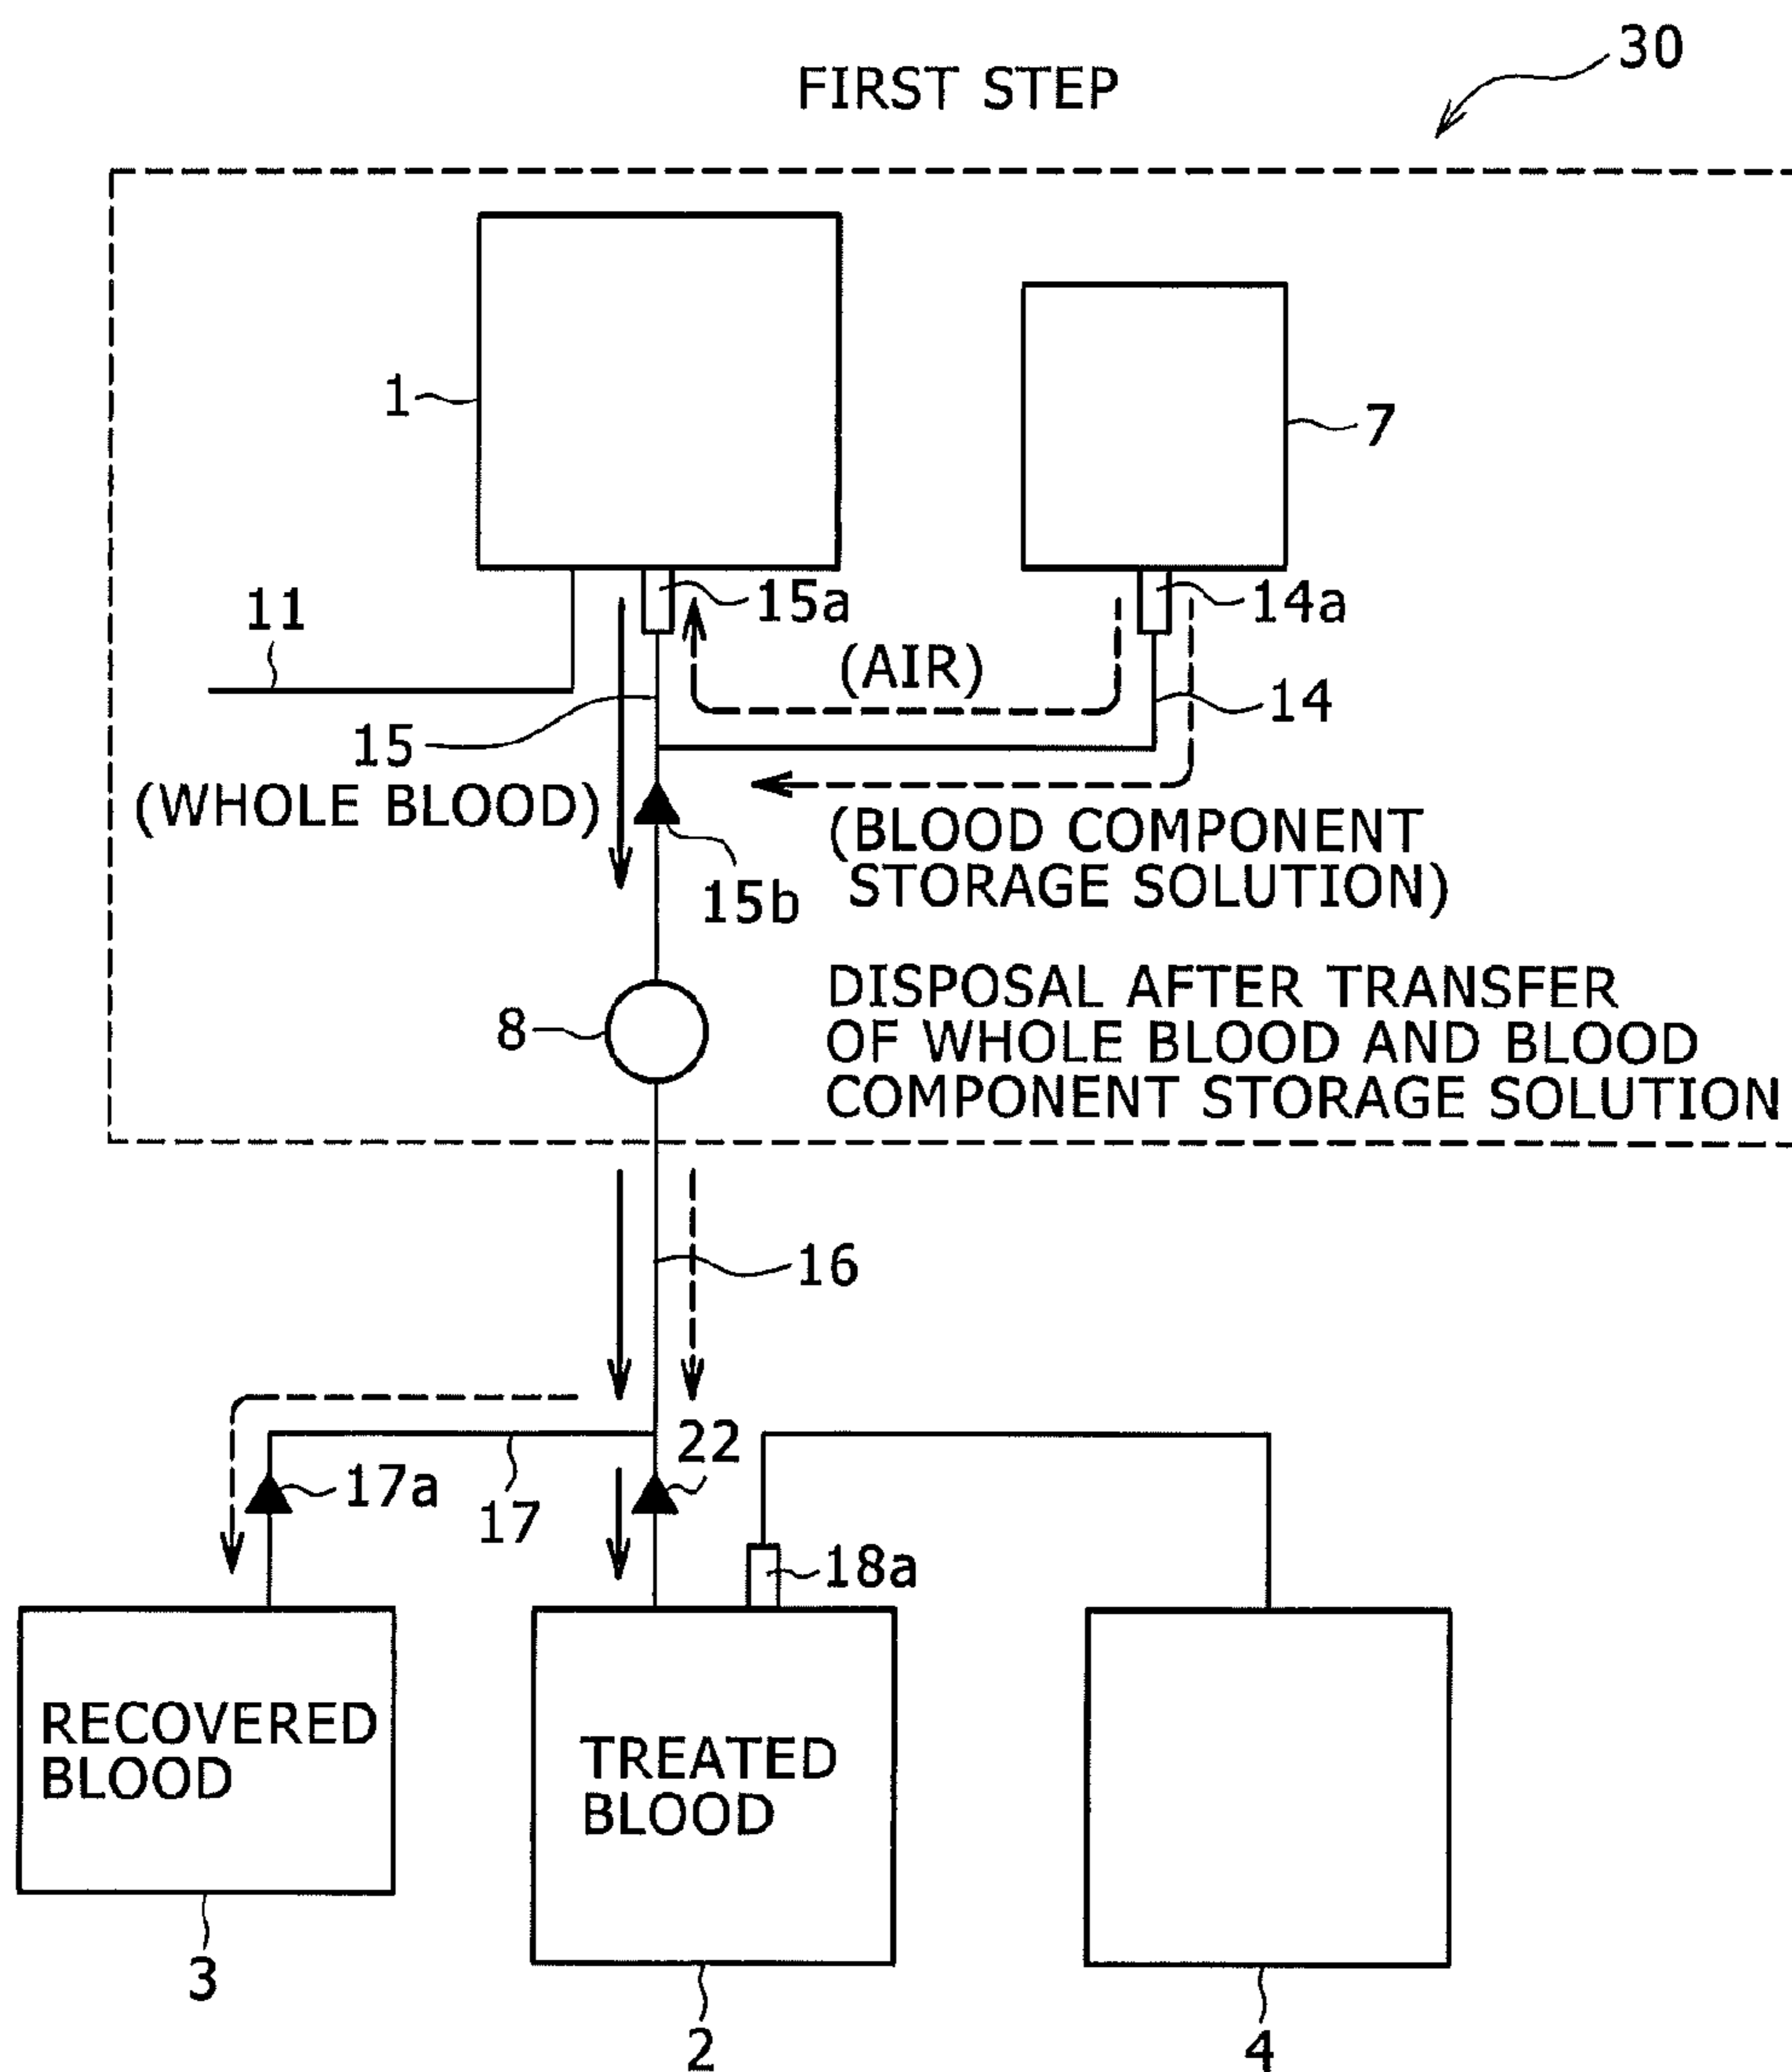 30
FIRST STEP
1
7
15a
14a
11
(AIR)
14
15
(WHOLE BLOOD)
(BLOOD COMPONENT
STORAGE SOLUTION)
15b
DISPOSAL AFTER TRANSFER
OF WHOLE BLOOD AND BLOOD
COMPONENT STORAGE SOLUTION
8
16
22
17a
17
18a
RECOVERED
BLOOD
TREATED
BLOOD
3
2
4